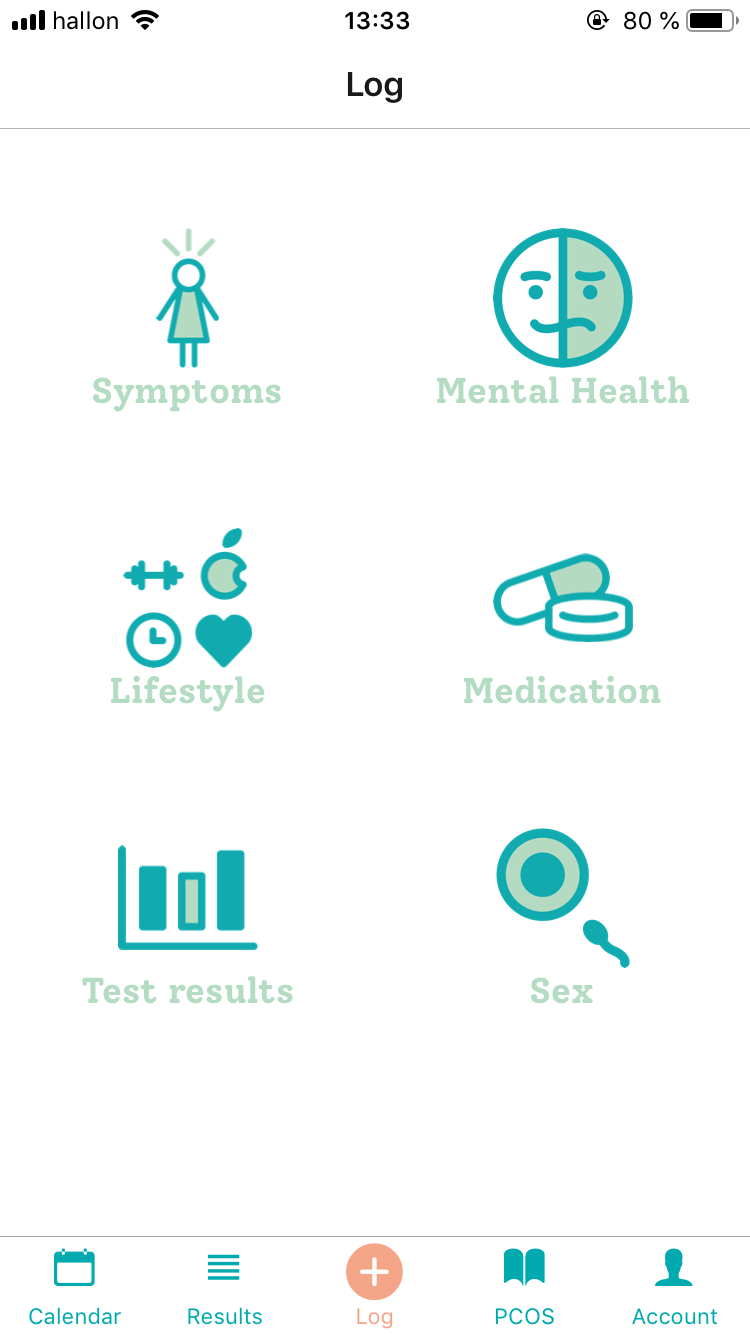 hallon 13:33 80 %
Log
Symptoms Mental Health
Lifestyle Medication
Test results Sex
Calendar Results Log PCOS Account